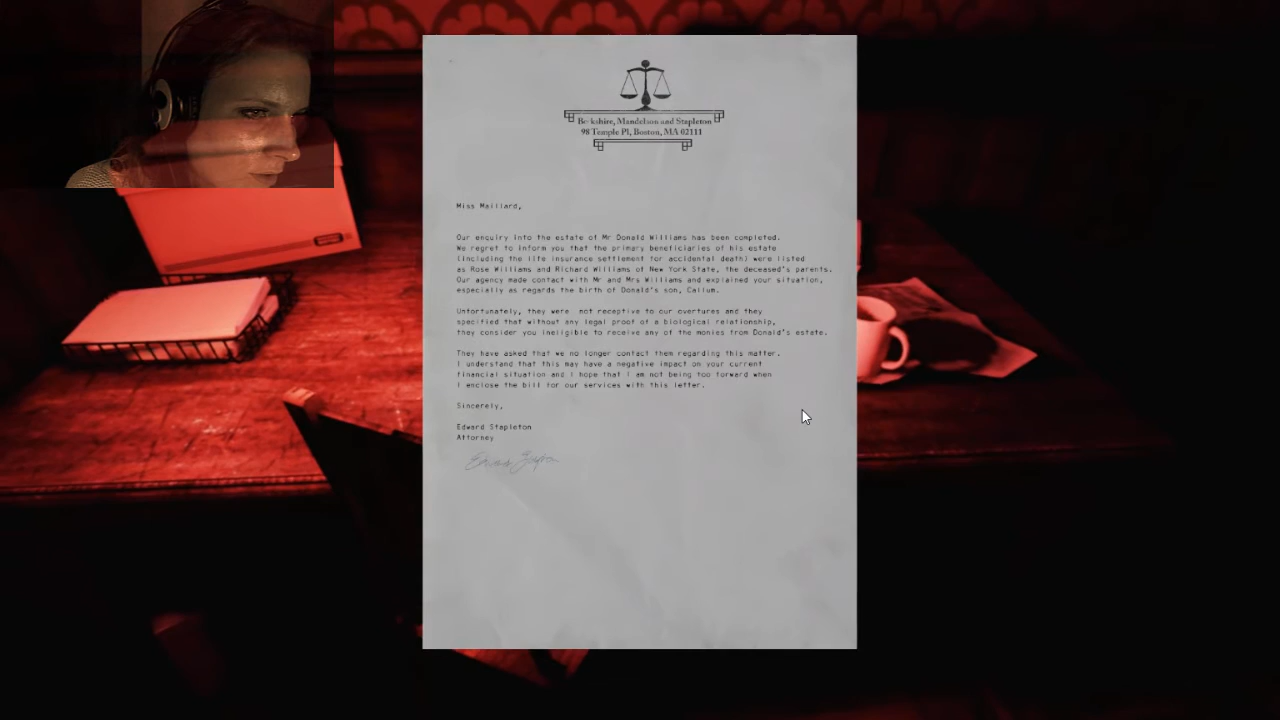 Berkshire, Mandelson and Stapleton
98 Temple Pl, Boston, MA 02111
Miss Maillard,
Our enquiry into the estate of Mr Donald Williams has been completed.
We regret to inform you that the primary beneficiaries of his estate
(including the life insurance settlement for accidental death) were listed
as Rose Williams and Richard Williams of New York State, the deceased's parents.
Our agency made contact with Mr and Mrs Williams and explained your situation,
especially as regards the birth of Donald's son, Callum.
Unfortunately, they were not receptive to our overtures and they
specified that without any legal proof of a biological relationship,
they consider you ineligible to receive any of the monies from Donald's estate.
They have asked that we no longer contact them regarding this matter.
I understand that this may have a negative impact on your current
financial situation and I hope that I am not being too forward when
I enclose the bill for our services with this letter.
Sincerely,
Edward Stapleton
Attorney